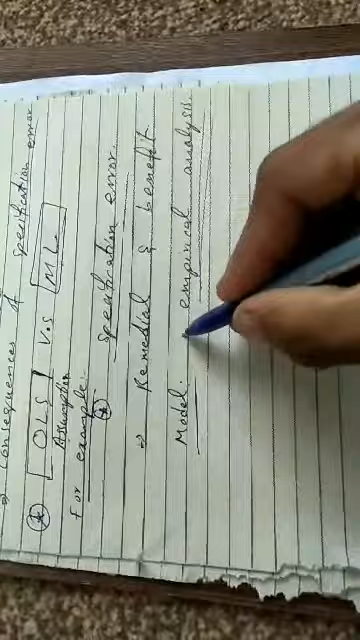 ⇒ Consequences of specification error
* OLS V.S ML
Assumption
For example:-
* specification error.
⇒ Remedial & benefit
Model. empirical analysis.